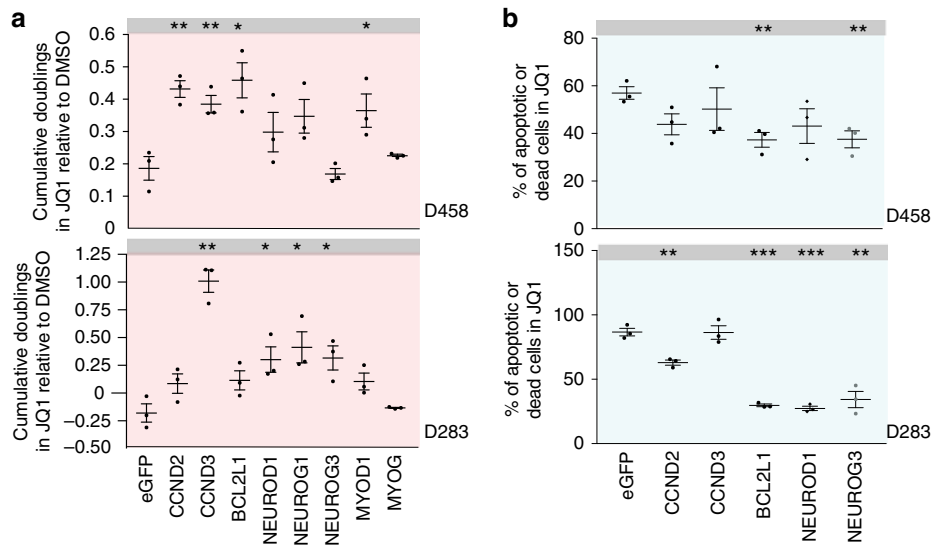 a
** ** * *
0.6
0.5
0.4
0.3
0.2
0.1
0
Cumulative doublings
in JQ1 relative to DMSO
D458
** * * *
1.25
1.00
0.75
0.50
0.25
0
–0.25
–0.50
Cumulative doublings
in JQ1 relative to DMSO
D283
eGFP
CCND2
CCND3
BCL2L1
NEUROD1
NEUROG1
NEUROG3
MYOD1
MYOG
b
** **
80
60
40
20
0
% of apoptotic or
dead cells in JQ1
D458
** *** *** **
150
100
50
0
% of apoptotic or
dead cells in JQ1
D283
eGFP
CCND2
CCND3
BCL2L1
NEUROD1
NEUROG3